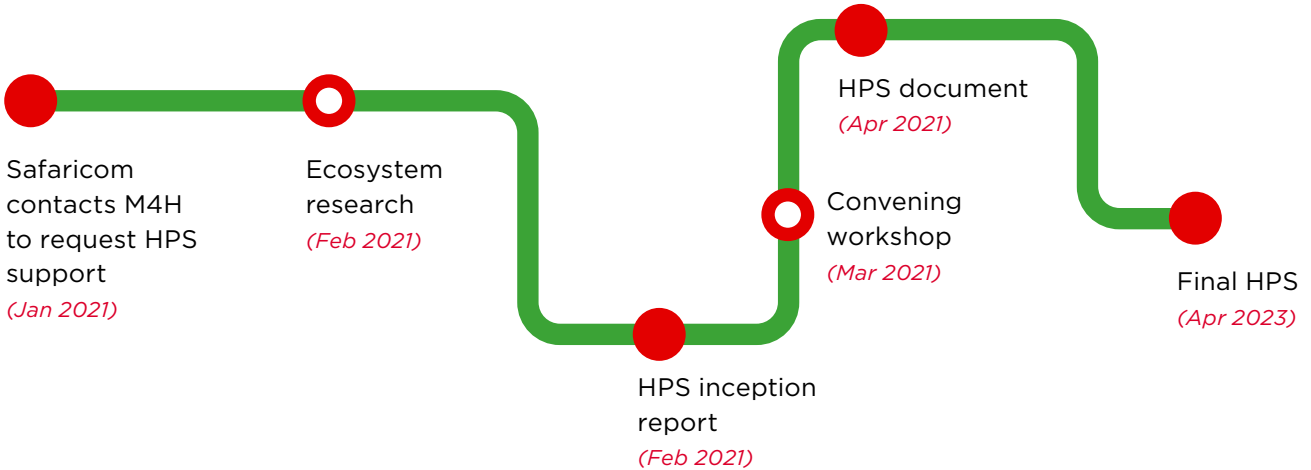 Safaricom
contacts M4H
to request HPS
support
(Jan 2021)
Ecosystem
research
(Feb 2021)
HPS inception
report
(Feb 2021)
Convening
workshop
(Mar 2021)
HPS document
(Apr 2021)
Final HPS
(Apr 2023)